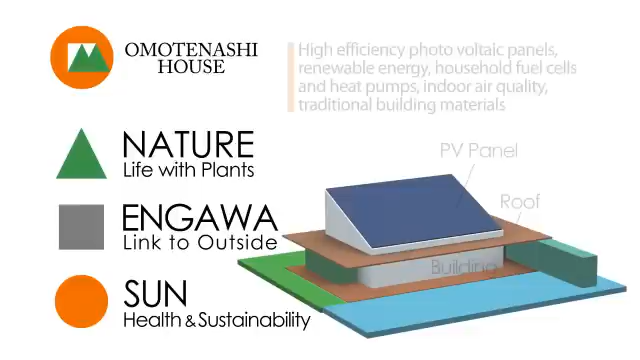 OMOTENASHI
HOUSE
High efficiency photo voltaic panels,
renewable energy, household fuel cells
and heat pumps, indoor air quality,
traditional building materials
NATURE
Life with Plants
ENGAWA
Link to Outside
SUN
Health & Sustainability
PV Panel
Roof
Building